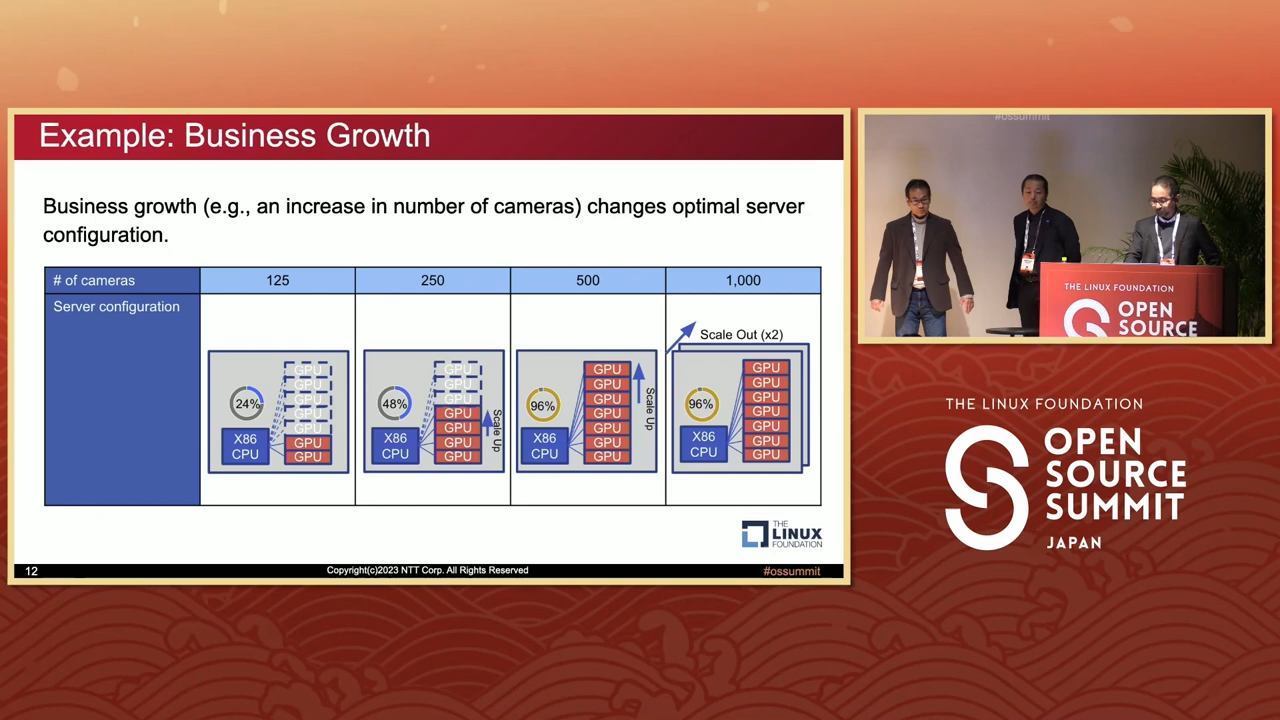 Example: Business Growth
Business growth (e.g., an increase in number of cameras) changes optimal server
configuration.
# of cameras 125 250 500 1,000
Server configuration
24%
X86
CPU
GPU
GPU
GPU
GPU
GPU
GPU
GPU
48%
X86
CPU
GPU
GPU
GPU
GPU
GPU
GPU
GPU
Scale Up
96%
X86
CPU
GPU
GPU
GPU
GPU
GPU
GPU
GPU
Scale Up
Scale Out (x2)
96%
X86
CPU
GPU
GPU
GPU
GPU
GPU
GPU
GPU
THE
LINUX
FOUNDATION
12
Copyright(c)2023 NTT Corp. All Rights Reserved
#ossummit
#ossummit
THE LINUX FOUNDATION
OPEN
SOURCE
THE LINUX FOUNDATION
OPEN
SOURCE
SUMMIT
JAPAN